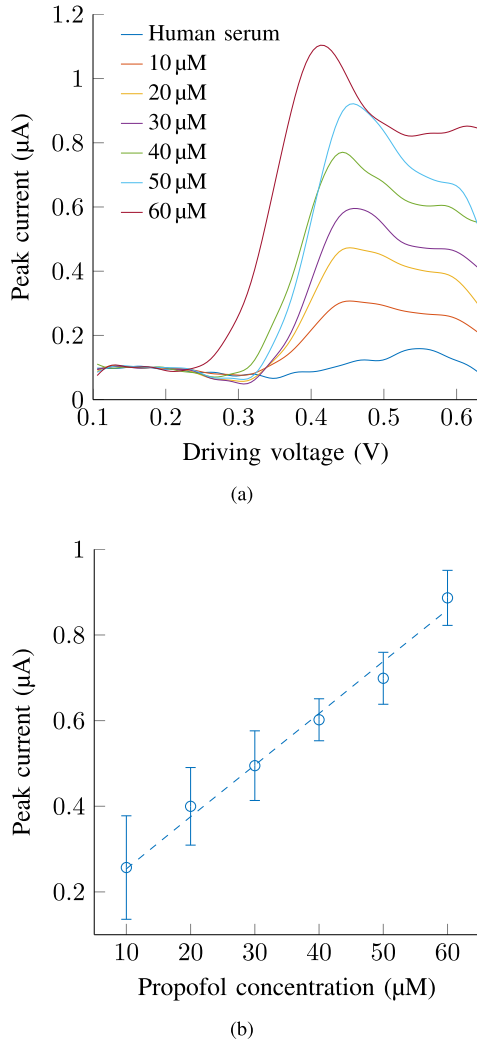 1.2
1
0.8
0.6
0.4
0.2
0
Peak current (μA)
Human serum
10 μM
20 μM
30 μM
40 μM
50 μM
60 μM
0.1 0.2 0.3 0.4 0.5 0.6
Driving voltage (V)
(a)
1
0.8
0.6
0.4
0.2
Peak current (μA)
10 20 30 40 50 60
Propofol concentration (μM)
(b)